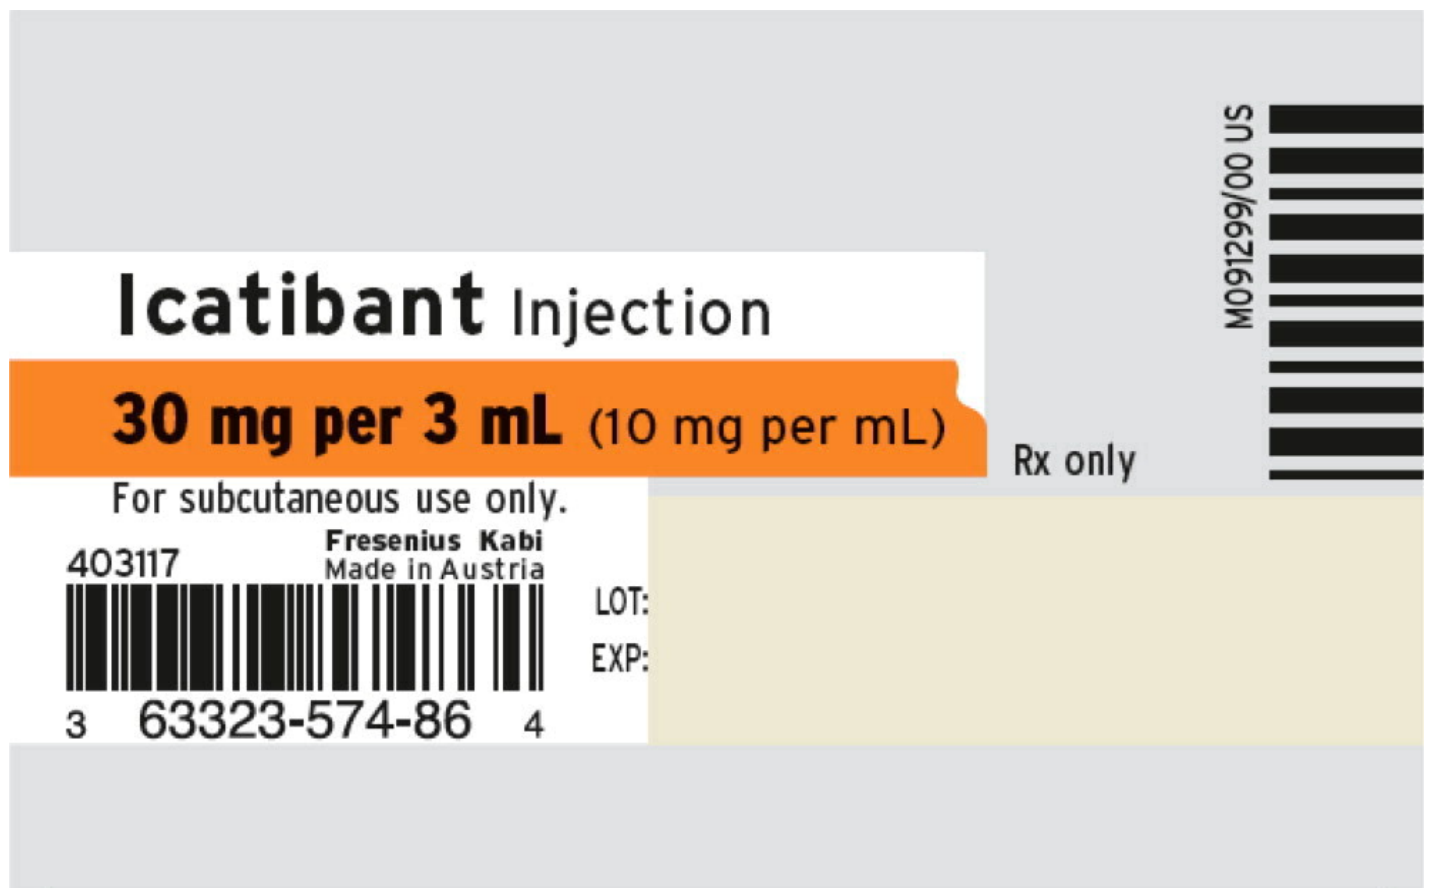 Icatibant Injection
30 mg per 3 mL (10 mg per mL)
Rx only
For subcutaneous use only.
403117
Fresenius Kabi
Made in Austria
3 63323-574-86 4
LOT:
EXP:
M091299/00 US